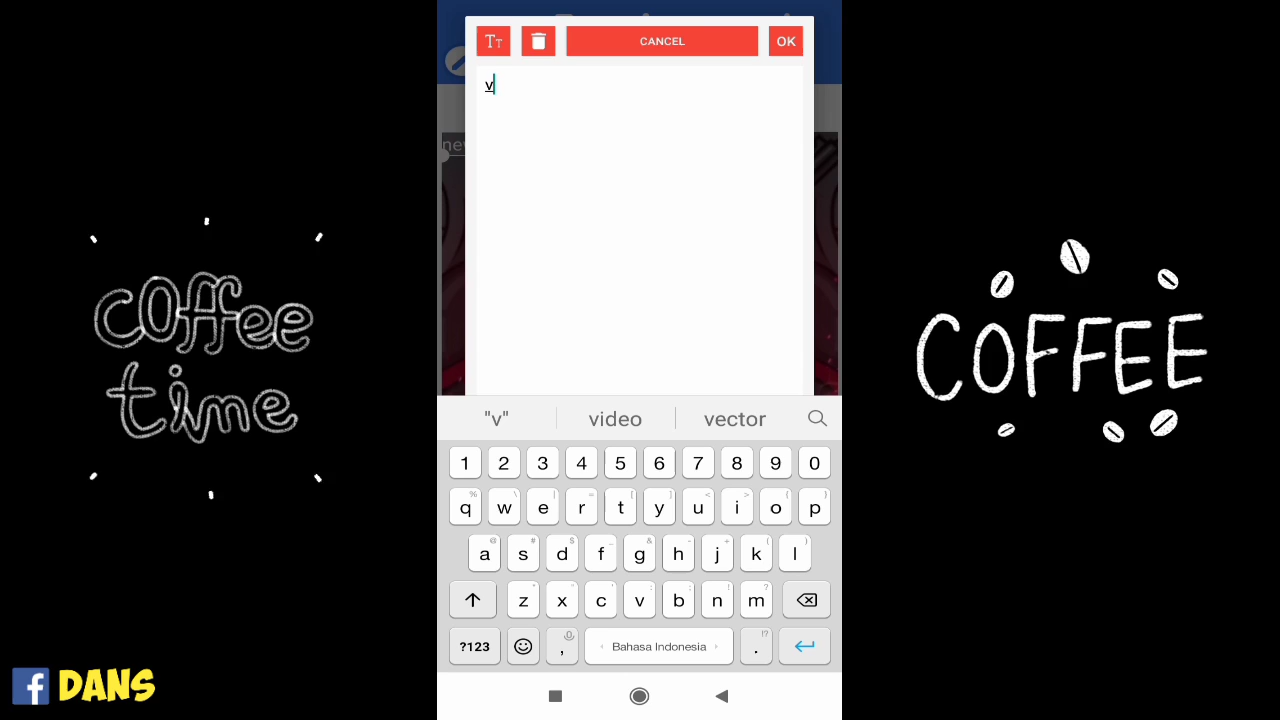 TT
CANCEL
OK
v
nev
"v" video vector
1 2 3 4 5 6 7 8 9 0
% \ | = [ ] < > { }
q w e r t y u i o p
@ # $ _ & - + ( )
a s d f g h j k l
* " ' : ; ! ?
z x c v b n m
?123 , Bahasa Indonesia . !?
coffee
time
COFFEE
f DANS